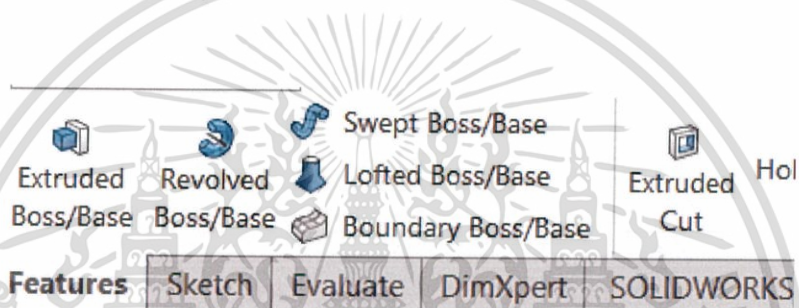 Extruded Boss/Base
Revolved Boss/Base
Swept Boss/Base
Lofted Boss/Base
Boundary Boss/Base
Extruded Cut
Hol
Features Sketch Evaluate DimXpert SOLIDWORKS